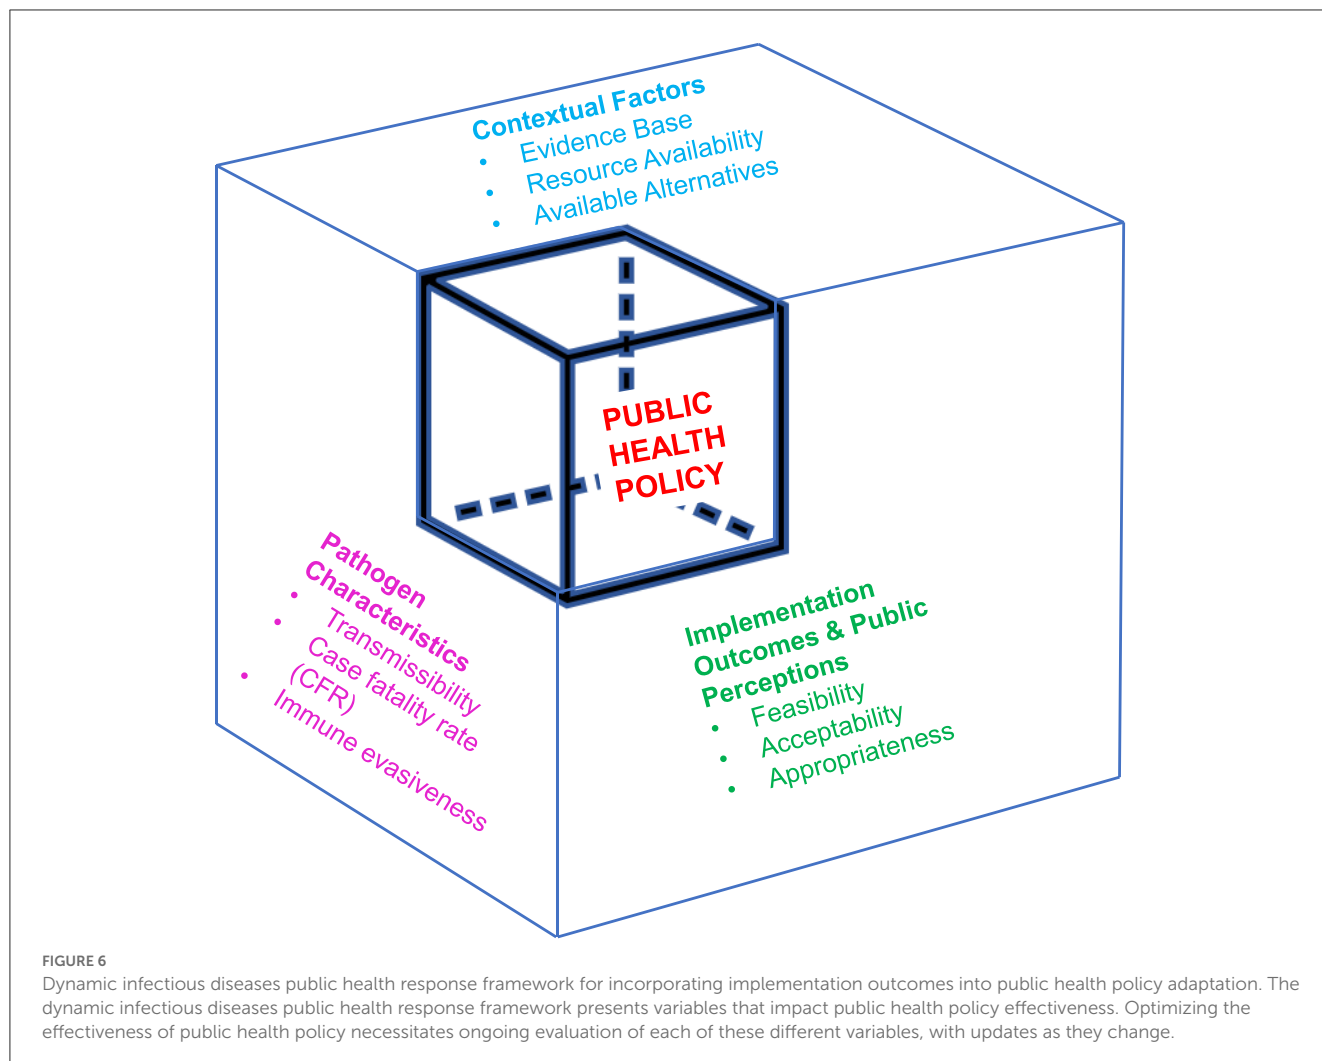 Contextual Factors
• Evidence Base
• Resource Availability
• Available Alternatives
PUBLIC
HEALTH
POLICY
Pathogen
Characteristics
• Transmissibility
• Case fatality rate
(CFR)
• Immune evasiveness
Implementation
Outcomes & Public
Perceptions
• Feasibility
• Acceptability
• Appropriateness
FIGURE 6
Dynamic infectious diseases public health response framework for incorporating implementation outcomes into public health policy adaptation. The
dynamic infectious diseases public health response framework presents variables that impact public health policy effectiveness. Optimizing the
effectiveness of public health policy necessitates ongoing evaluation of each of these different variables, with updates as they change.